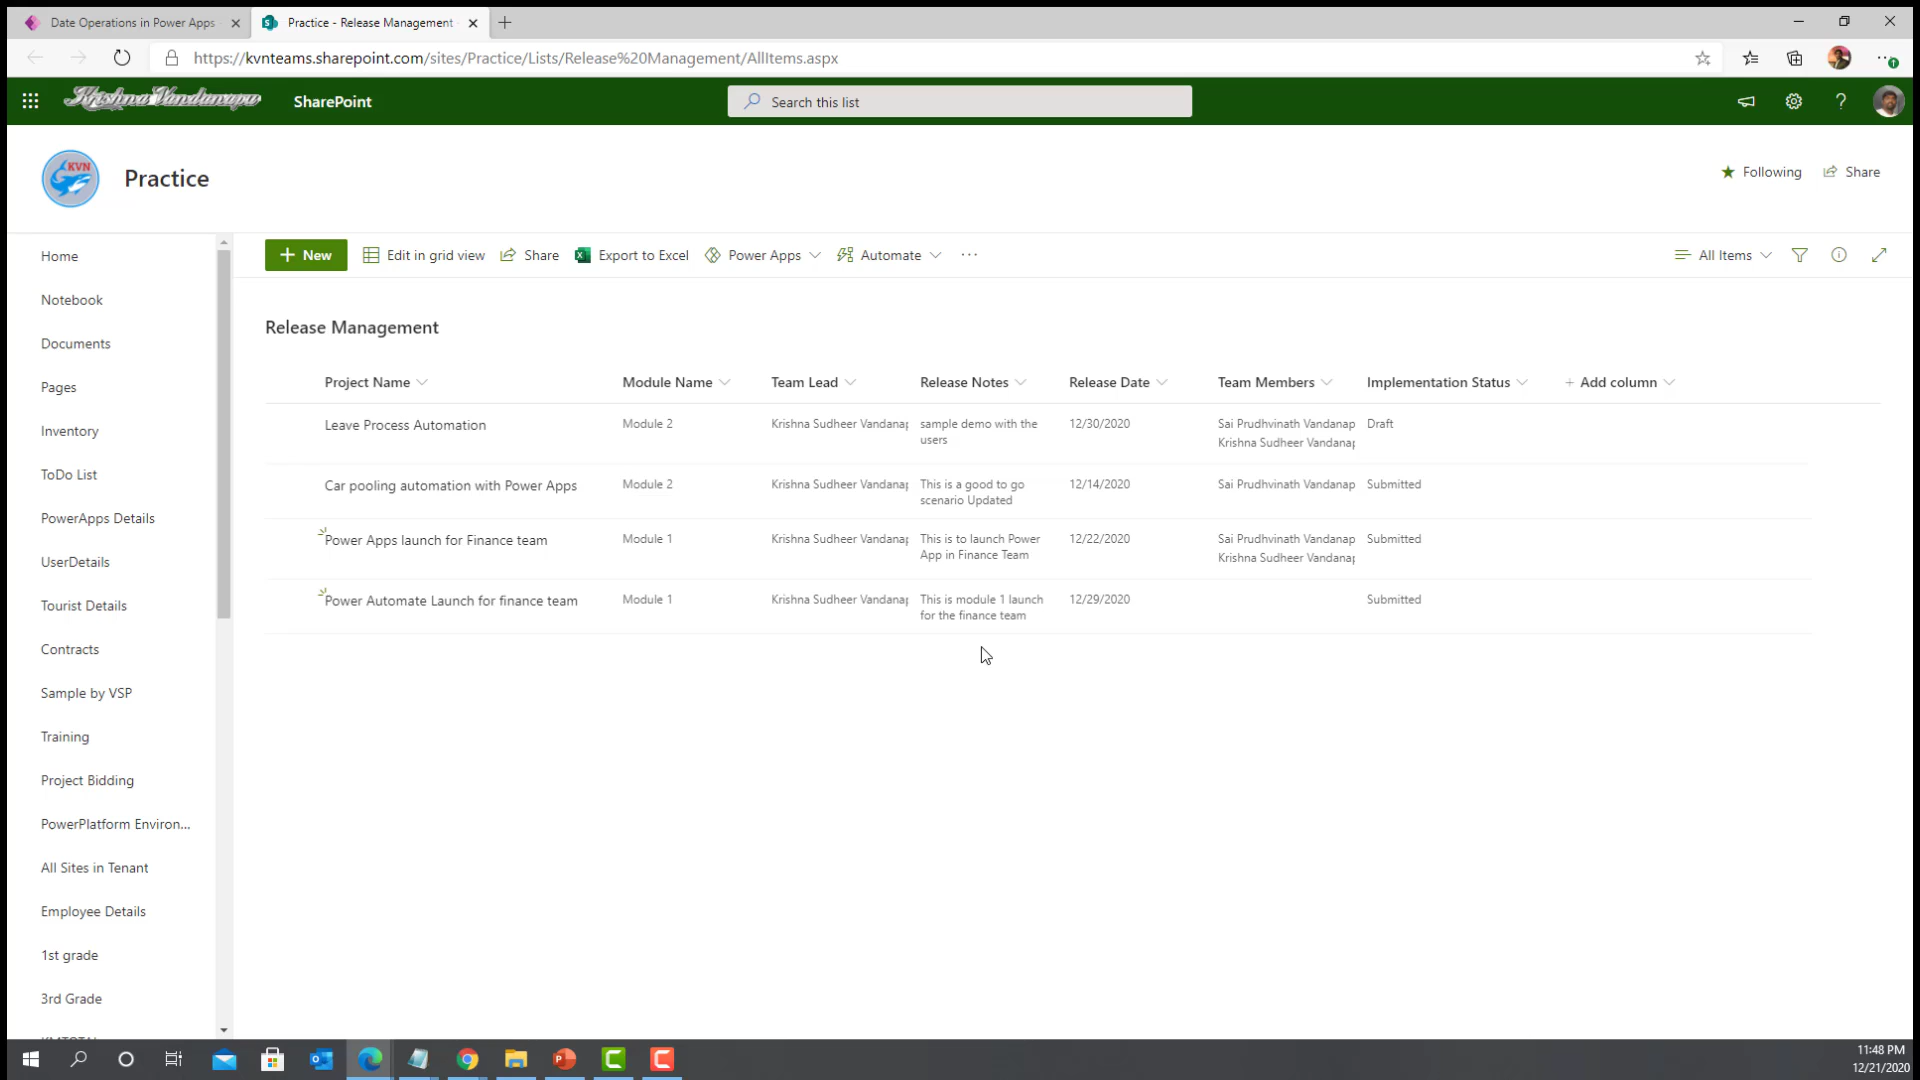 Date Operations in Power Apps
Practice - Release Management
https://kvnteams.sharepoint.com/sites/Practice/Lists/Release%20Management/AllItems.aspx
Krishna Vandanapu
SharePoint
Search this list
?
KVN
Practice
Following
Share
Home
Notebook
Documents
Pages
Inventory
ToDo List
PowerApps Details
UserDetails
Tourist Details
Contracts
Sample by VSP
Training
Project Bidding
PowerPlatform Environ...
All Sites in Tenant
Employee Details
1st grade
3rd Grade
+ New
Edit in grid view
Share
Export to Excel
Power Apps
Automate
...
All Items
Release Management
Project Name Module Name Team Lead Release Notes Release Date Team Members Implementation Status + Add column
Leave Process Automation Module 2 Krishna Sudheer Vandanap sample demo with the 12/30/2020 Sai Prudhvinath Vandanap Draft
users Krishna Sudheer Vandanap
Car pooling automation with Power Apps Module 2 Krishna Sudheer Vandanap This is a good to go 12/14/2020 Sai Prudhvinath Vandanap Submitted
scenario Updated
Power Apps launch for Finance team Module 1 Krishna Sudheer Vandanap This is to launch Power 12/22/2020 Sai Prudhvinath Vandanap Submitted
App in Finance Team Krishna Sudheer Vandanap
Power Automate Launch for finance team Module 1 Krishna Sudheer Vandanap This is module 1 launch 12/29/2020 Submitted
for the finance team
11:48 PM
12/21/2020